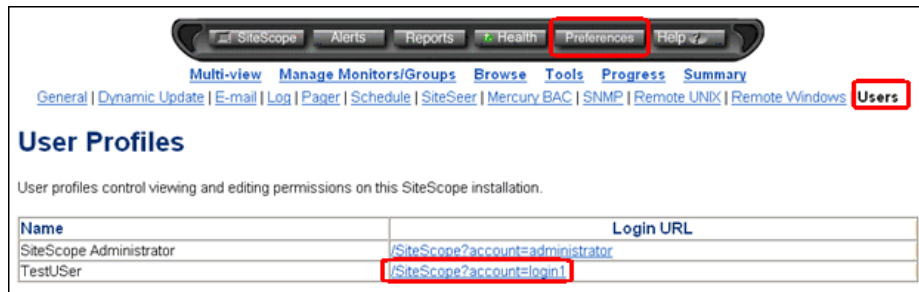 SiteScope Alerts Reports Health Preferences Help
Multi-view Manage Monitors/Groups Browse Tools Progress Summary
General | Dynamic Update | E-mail | Log | Pager | Schedule | SiteSeer | Mercury BAC | SNMP | Remote UNIX | Remote Windows | Users
User Profiles
User profiles control viewing and editing permissions on this SiteScope installation.
Name Login URL
SiteScope Administrator /SiteScope?account=administrator
TestUSer /SiteScope?account=login1